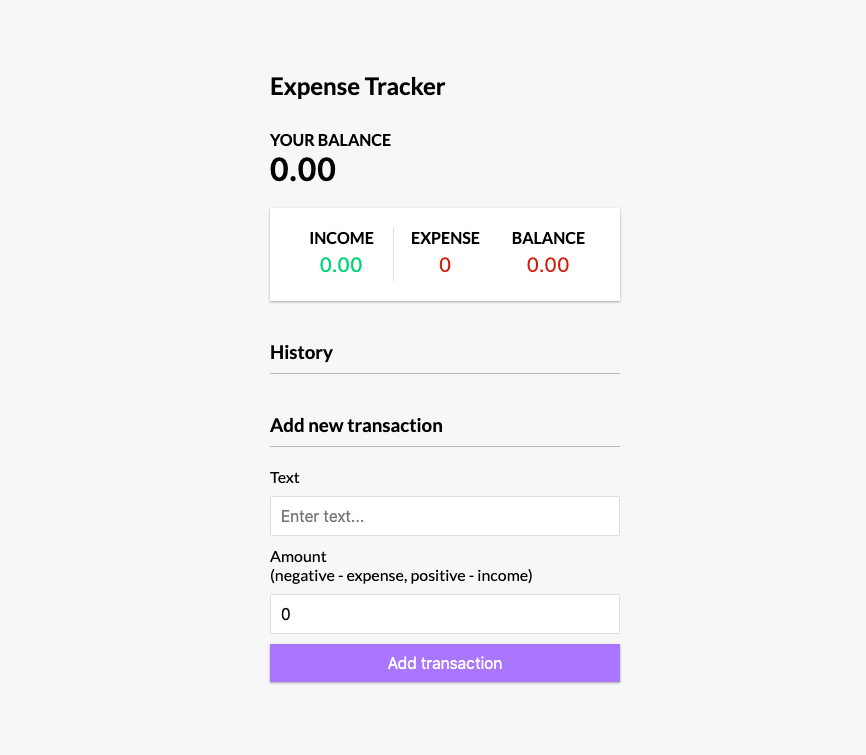 Expense Tracker
YOUR BALANCE
0.00
INCOME EXPENSE BALANCE
0.00 0 0.00
History
Add new transaction
Text
Enter text...
Amount
(negative - expense, positive - income)
0
Add transaction